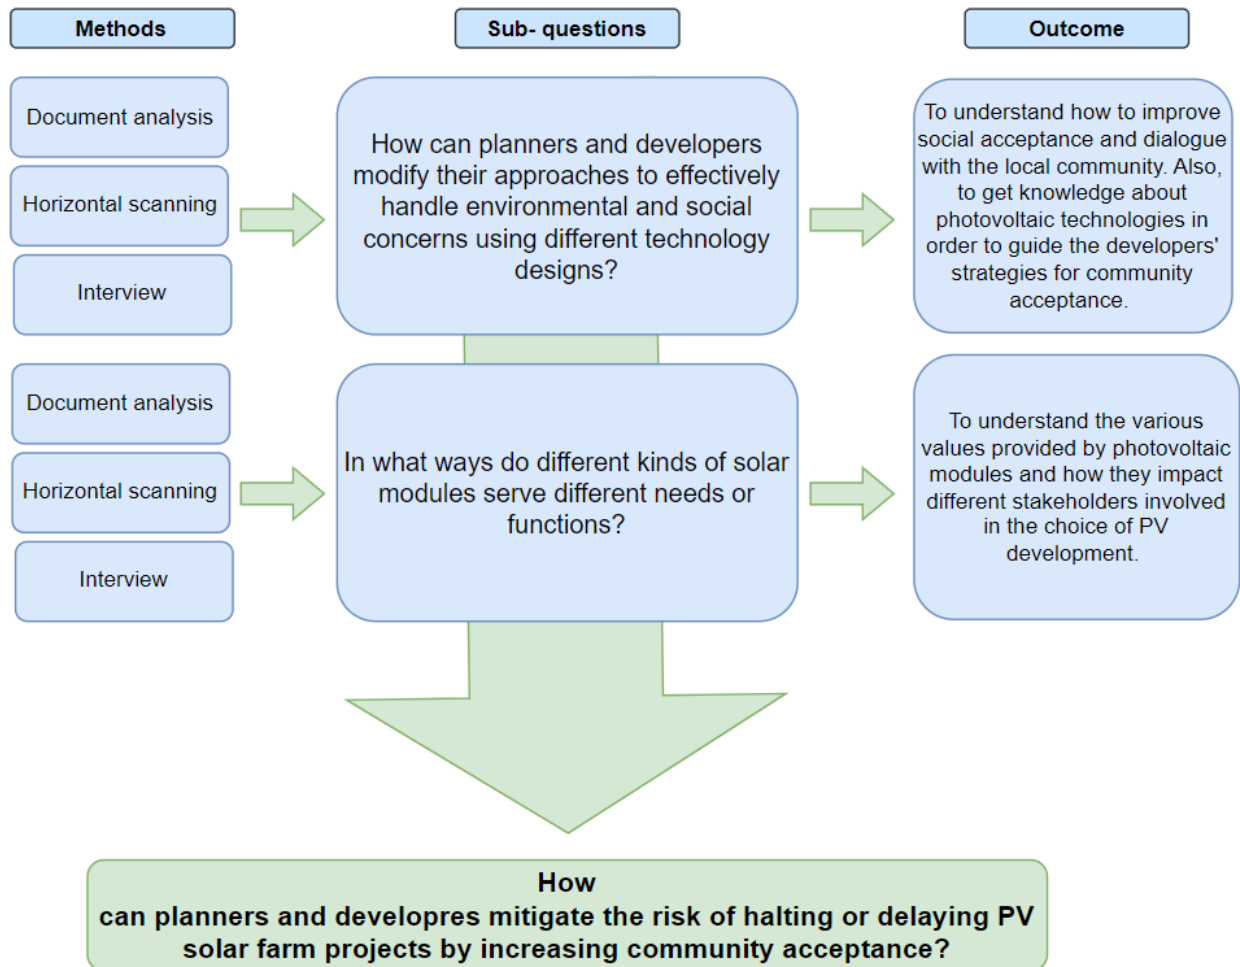 Methods
Sub- questions
Outcome
Document analysis
Horizontal scanning
Interview
How can planners and developers
modify their approaches to effectively
handle environmental and social
concerns using different technology
designs?
To understand how to improve
social acceptance and dialogue
with the local community. Also,
to get knowledge about
photovoltaic technologies in
order to guide the developers'
strategies for community
acceptance.
Document analysis
Horizontal scanning
Interview
In what ways do different kinds of solar
modules serve different needs or
functions?
To understand the various
values provided by photovoltaic
modules and how they impact
different stakeholders involved
in the choice of PV
development.
How
can planners and developres mitigate the risk of halting or delaying PV
solar farm projects by increasing community acceptance?